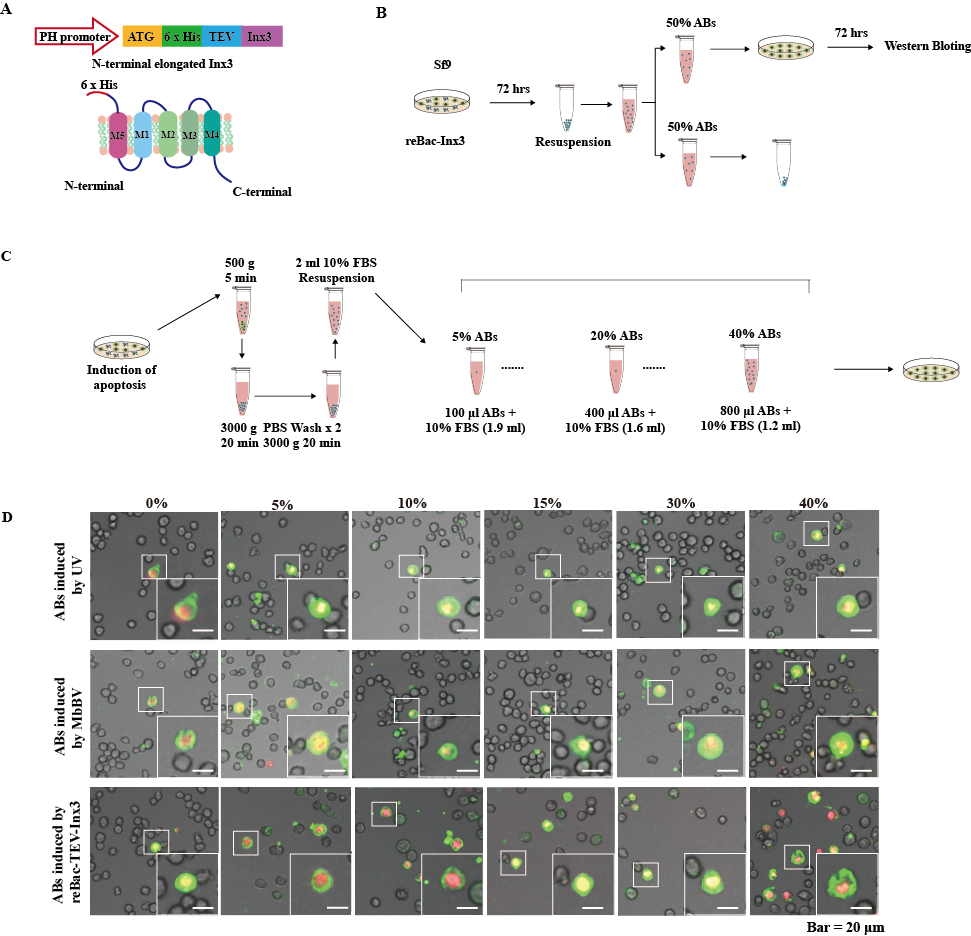 A
PH promoter
ATG
6 x His
TEV
Inx3
N-terminal elongated Inx3
6 x His
M5
M1
M2
M3
M4
N-terminal
C-terminal
B
Sf9
reBac-Inx3
72 hrs
Resuspension
50% ABs
72 hrs
Western Bloting
50% ABs
C
Induction of
apoptosis
500 g
5 min
2 ml 10% FBS
Resuspension
3000 g PBS Wash x 2
20 min 3000 g 20 min
5% ABs
.......
20% ABs
.......
40% ABs
100 µl ABs +
10% FBS (1.9 ml)
400 µl ABs +
10% FBS (1.6 ml)
800 µl ABs +
10% FBS (1.2 ml)
D
0%
5%
10%
15%
30%
40%
ABs induced
by UV
ABs induced
by MbBV
ABs induced by
reBac-TEV-Inx3
Bar = 20 µm